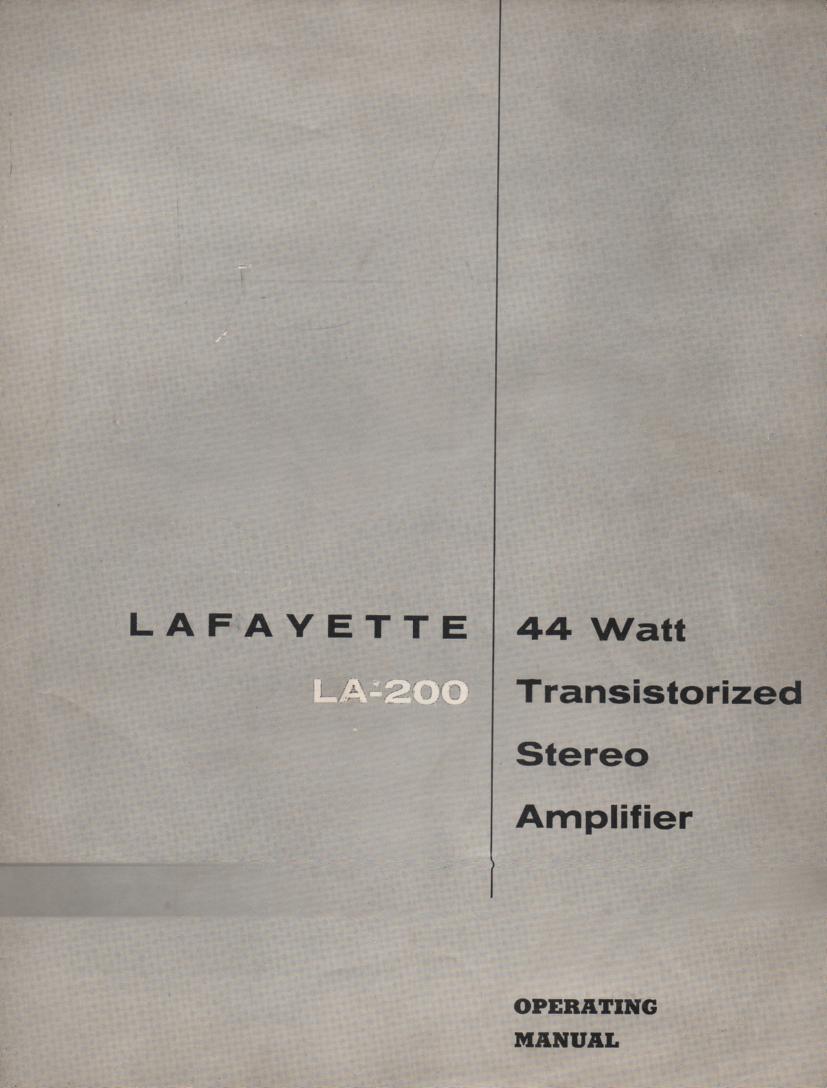 LAFAYETTE
LA-200
44 Watt
Transistorized
Stereo
Amplifier
OPERATING
MANUAL